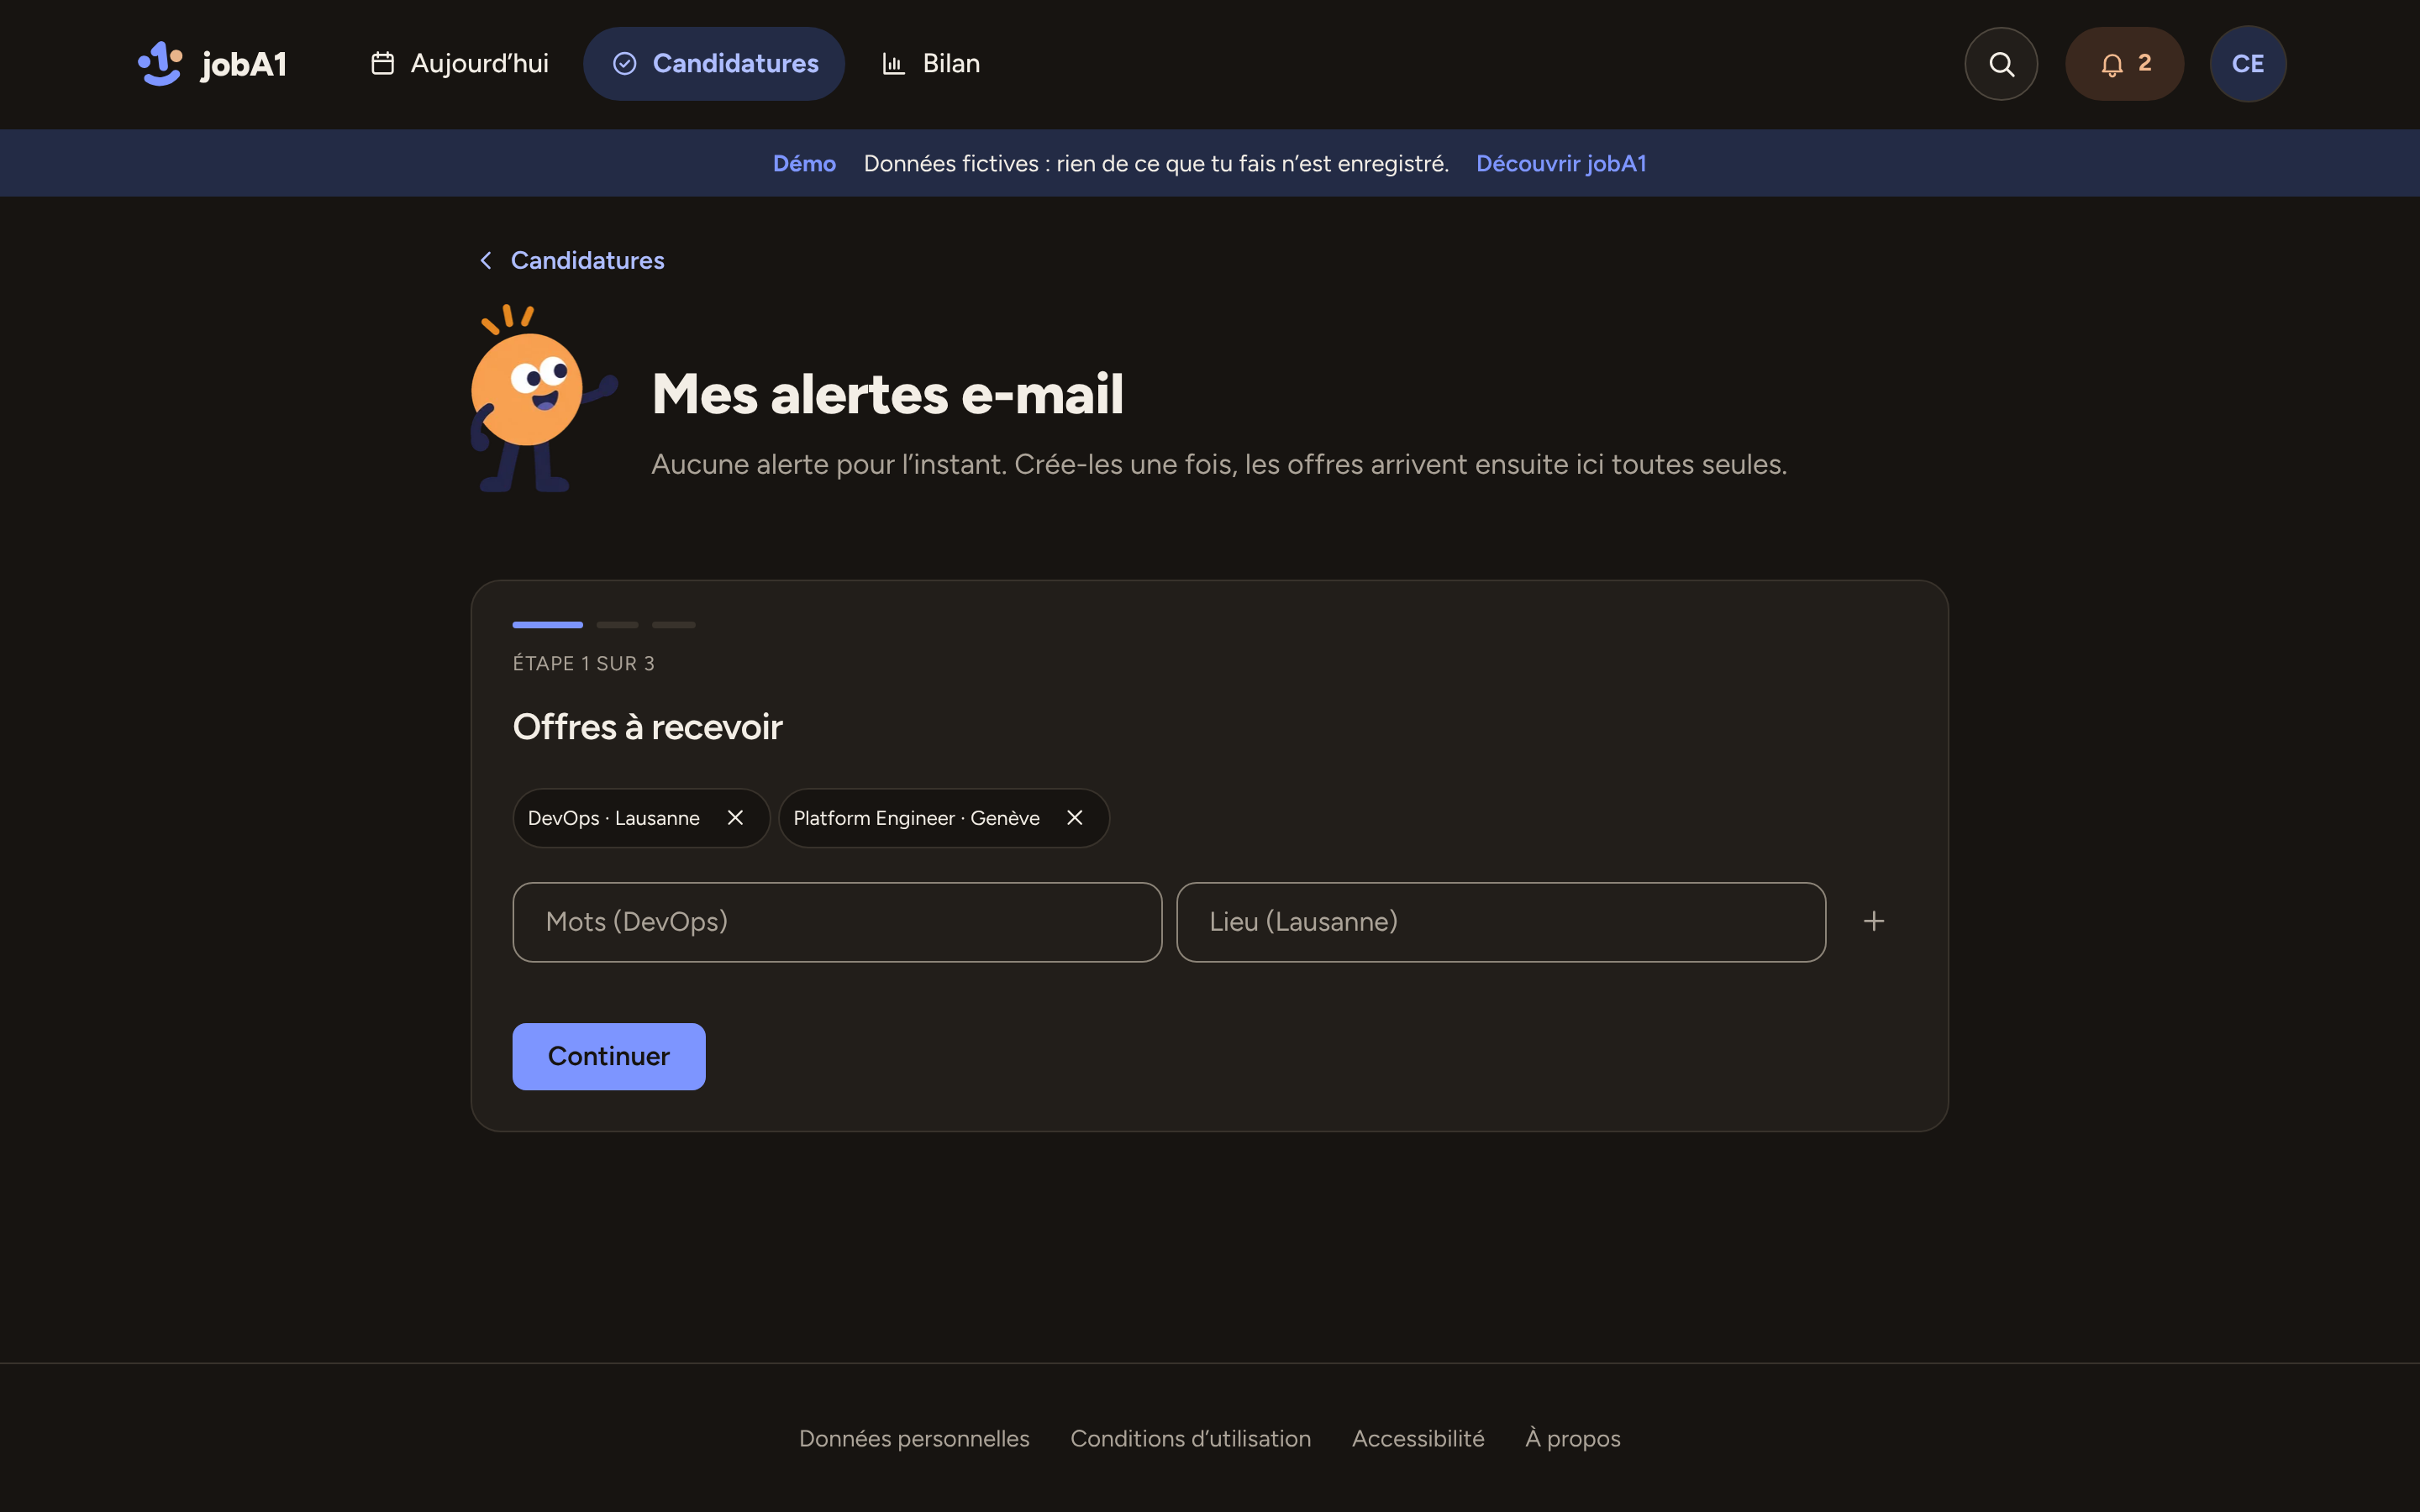 jobA1
Aujourd’hui
Candidatures
Bilan
2
CE
Démo Données fictives : rien de ce que tu fais n’est enregistré. Découvrir jobA1
Candidatures
Mes alertes e-mail
Aucune alerte pour l’instant. Crée-les une fois, les offres arrivent ensuite ici toutes seules.
ÉTAPE 1 SUR 3
Offres à recevoir
DevOps · Lausanne
Platform Engineer · Genève
Mots (DevOps)
Lieu (Lausanne)
Continuer
Données personnelles
Conditions d’utilisation
Accessibilité
À propos